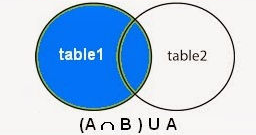 table1
table2
(A ∩ B ) U A